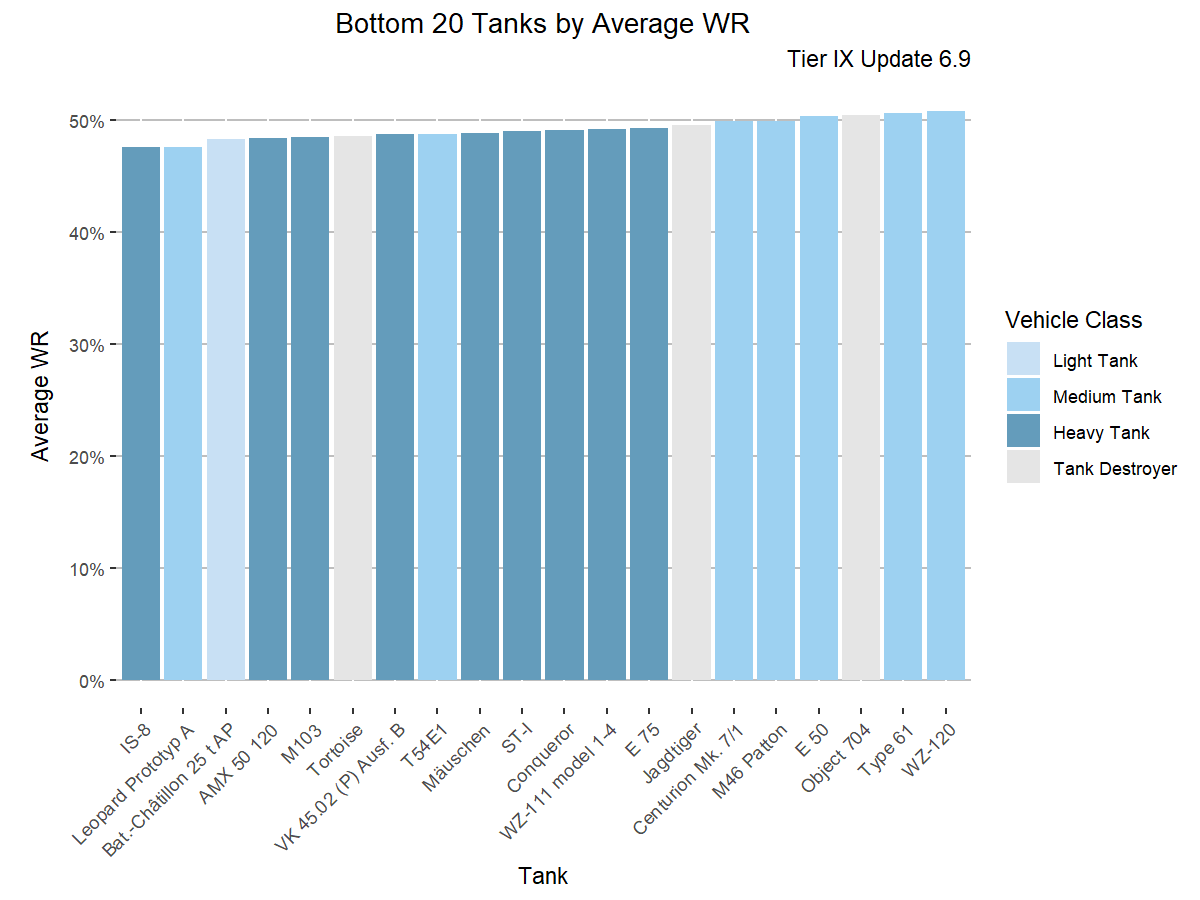 Bottom 20 Tanks by Average WR
Tier IX Update 6.9
Average WR
50%
40%
30%
20%
10%
0%
IS-8
Leopard Prototyp A
Bat.-Châtillon 25 t AP
AMX 50 120
M103
Tortoise
VK 45.02 (P) Ausf. B
T54E1
Mäuschen
ST-I
Conqueror
WZ-111 model 1-4
E 75
Jagdtiger
Centurion Mk. 7/1
M46 Patton
E 50
Object 704
Type 61
WZ-120
Tank
Vehicle Class
Light Tank
Medium Tank
Heavy Tank
Tank Destroyer